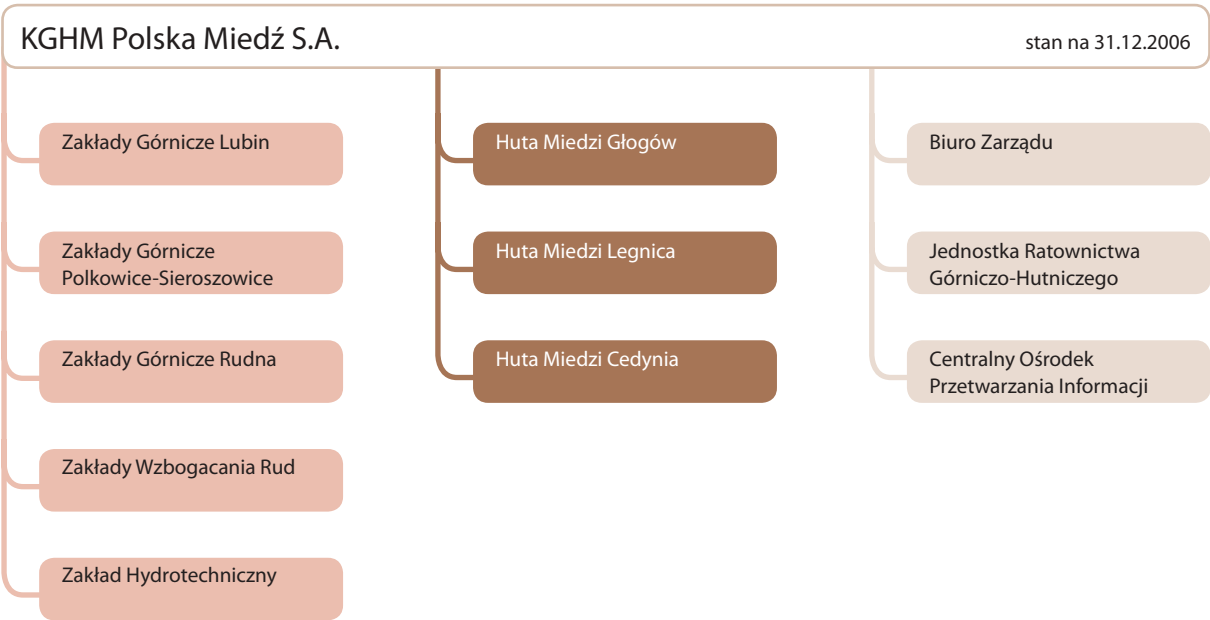 KGHM Polska Miedź S.A.
stan na 31.12.2006
Zakłady Górnicze Lubin
Zakłady Górnicze
Polkowice-Sieroszowice
Zakłady Górnicze Rudna
Zakłady Wzbogacania Rud
Zakład Hydrotechniczny
Huta Miedzi Głogów
Huta Miedzi Legnica
Huta Miedzi Cedynia
Biuro Zarządu
Jednostka Ratownictwa
Górniczo-Hutniczego
Centralny Ośrodek
Przetwarzania Informacji